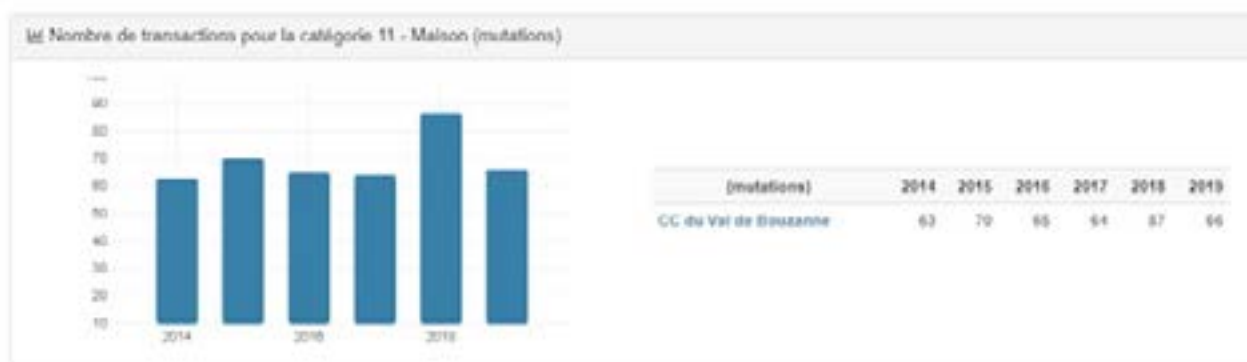 Nombre de transactions pour la catégorie 11 - Maison (mutations)
90
80
70
60
50
40
30
20
10
2014 2016 2018
(mutations) 2014 2015 2016 2017 2018 2019
CC du Val de Bouzanne 63 70 65 64 87 66